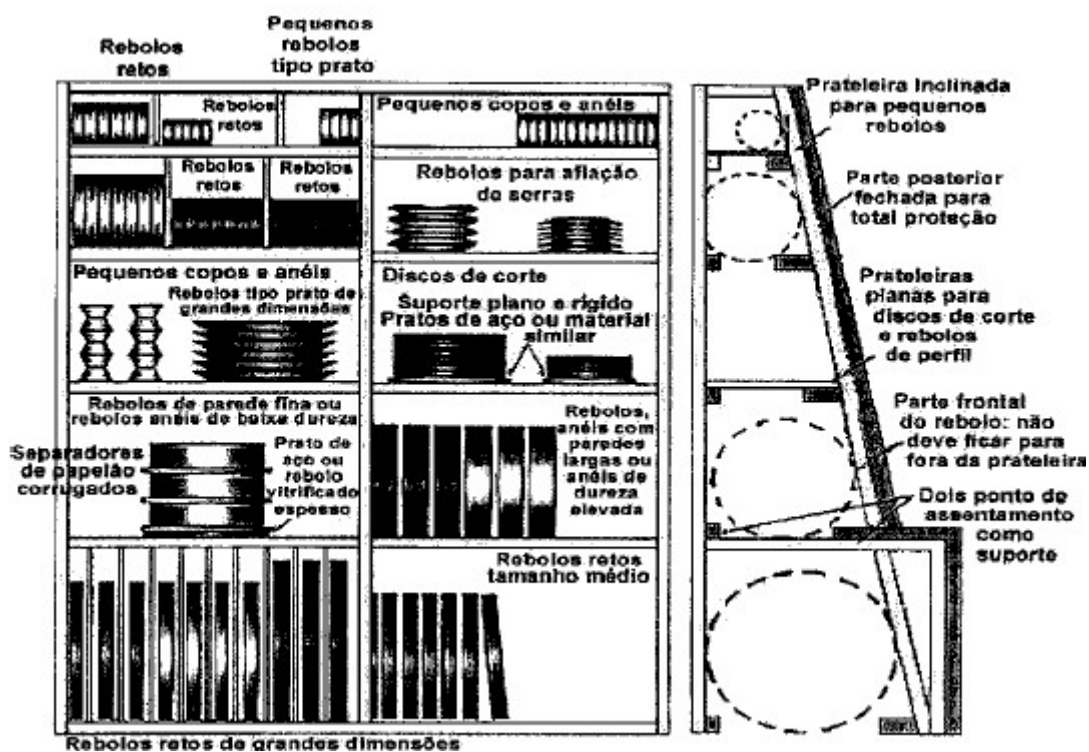 Rebolos
retos
Pequenos
rebolos
tipo prato
Rebolos
retos
Pequenos copos e anéis
Rebolos
retos
Rebolos
retos
Rebolos para afiação
de serras
Pequenos copos e anéis
Rebolos tipo prato de
grandes dimensões
Discos de corte
Suporte plano e rígido
Pratos de aço ou material
similar
Rebolos de parede fina ou
rebolos anéis de baixa dureza
Separadores
de papelão
corrugados
Prato de
aço ou
rebolo
vitrificado
espesso
Rebolos,
anéis com
paredes
largas ou
anéis de
dureza
elevada
Rebolos retos
tamanho médio
Rebolos retos de grandes dimensões
Prateleira Inclinada
para pequenos
rebolos
Parte posterior
fechada para
total proteção
Prateleiras
planas para
discos de corte
e rebolos
de perfil
Parte frontal
do rebolo: não
deve ficar para
fora da prateleira
Dois ponto de
assentamento
como
suporte